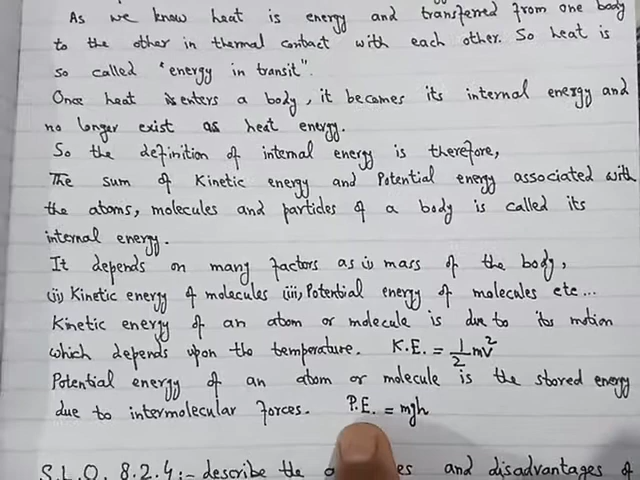 As we know heat is energy and transferred from one body
to the other in thermal contact with each other. So heat is
so called "energy in transit".
Once heat enters a body, it becomes its internal energy and
no longer exist as heat energy.
So the definition of internal energy is therefore,
The sum of Kinetic energy and Potential energy associated with
the atoms, molecules and particles of a body is called its
internal energy.
It depends on many factors as (i) mass of the body,
(ii) Kinetic energy of molecules (iii) Potential energy of molecules etc...
Kinetic energy of an atom or molecule is due to its motion
which depends upon the temperature. K.E. = 1/2 mv²
Potential energy of an atom or molecule is the stored energy
due to intermolecular forces. P.E. = mgh
S.L.O. 8.2.4:- describe the and disadvantages of